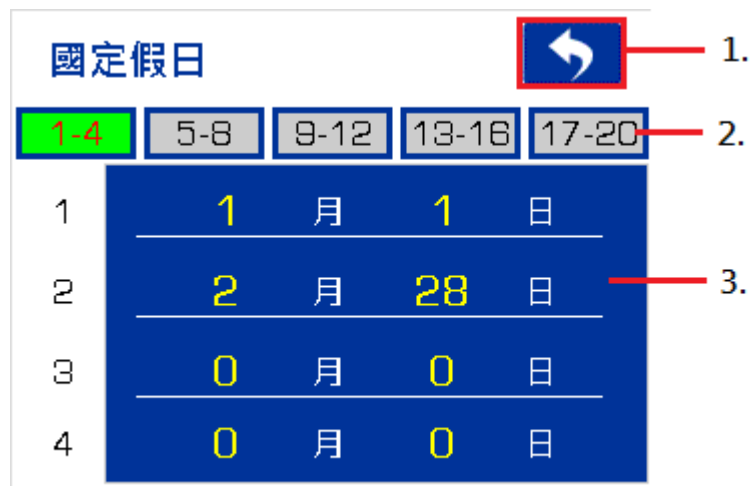 國定假日 1.
1-4 5-8 9-12 13-16 17-20 2.
1 1 月 1 日
2 2 月 28 日 3.
3 0 月 0 日
4 0 月 0 日